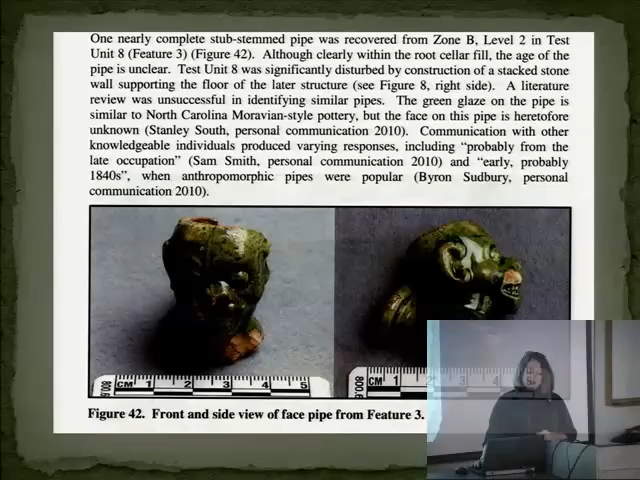 One nearly complete stub-stemmed pipe was recovered from Zone B, Level 2 in Test
Unit 8 (Feature 3) (Figure 42). Although clearly within the root cellar fill, the age of the
pipe is unclear. Test Unit 8 was significantly disturbed by construction of a stacked stone
wall supporting the floor of the later structure (see Figure 8, right side). A literature
review was unsuccessful in identifying similar pipes. The green glaze on the pipe is
similar to North Carolina Moravian-style pottery, but the face on this pipe is heretofore
unknown (Stanley South, personal communication 2010). Communication with other
knowledgeable individuals produced varying responses, including “probably from the
late occupation” (Sam Smith, personal communication 2010) and “early, probably
1840s”, when anthropomorphic pipes were popular (Byron Sudbury, personal
communication 2010).
CM 1 2 3 4 5
CM 1 2 3 4
Figure 42. Front and side view of face pipe from Feature 3.